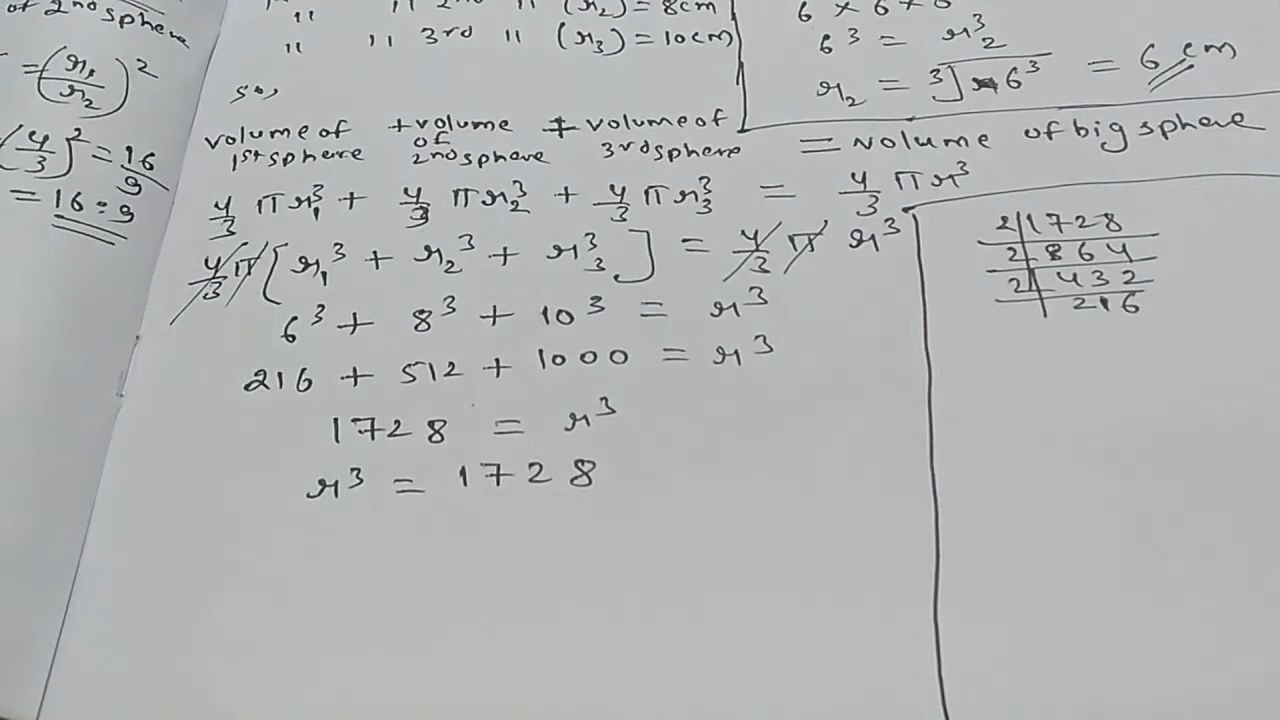 of 2nd sphere
= (r₁/r₂)²
(4/3)² = 16/9
= 16:9
,, ,, 2nd ,, (r₂) = 8cm
,, ,, 3rd ,, (r₃) = 10cm
6 × 6 × 6
6³ = r₂³
r₂ = ³√6³ = 6 cm
so,
volume of 1st sphere + volume of 2nd sphere + volume of 3rd sphere = volume of big sphere
4/3 πr₁³ + 4/3 πr₂³ + 4/3 πr₃³ = 4/3 πr³
4/3 π[r₁³ + r₂³ + r₃³] = 4/3 π r³
6³ + 8³ + 10³ = r³
216 + 512 + 1000 = r³
1728 = r³
r³ = 1728
2|1728
2|864
2|432
|216